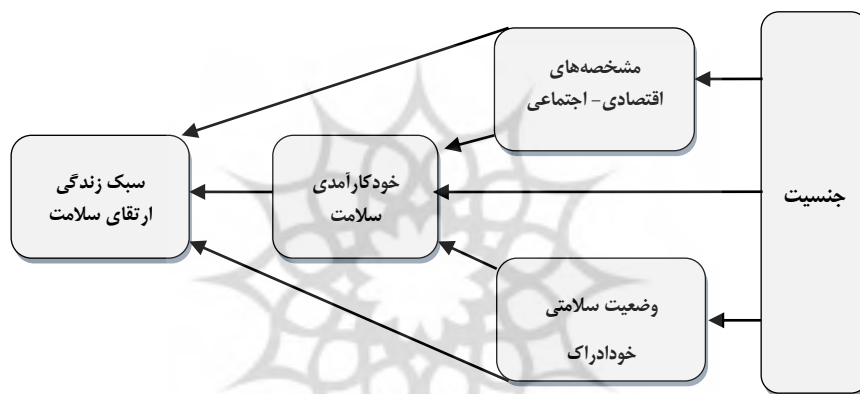 جنسیت
مشخصه‌های
اقتصادی- اجتماعی
خودکارآمدی
سلامت
وضعیت سلامتی
خودادراک
سبک زندگی
ارتقای سلامت